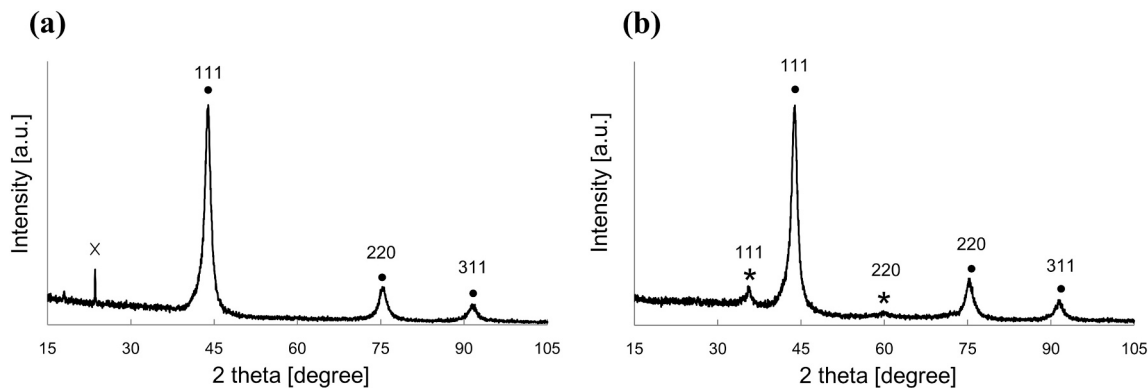 (a)
111
●
×
220
●
311
●
Intensity [a.u.]
15 30 45 60 75 90 105
2 theta [degree]
(b)
111
●
111
*
220
*
220
●
311
●
Intensity [a.u.]
15 30 45 60 75 90 105
2 theta [degree]